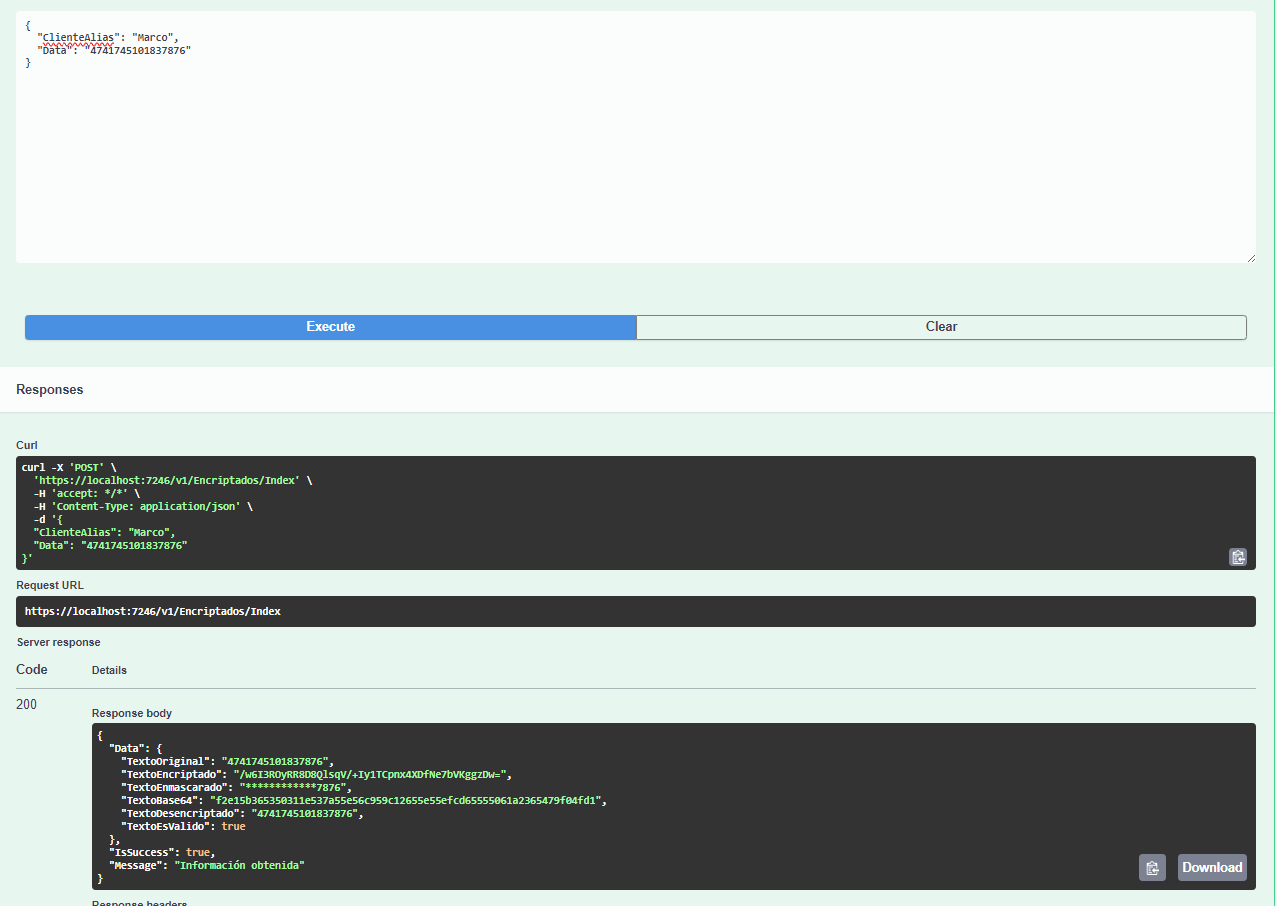 {
  "ClienteAlias": "Marco",
  "Data": "4741745101837876"
}
Execute
Clear
Responses
Curl
curl -X 'POST' \
  'https://localhost:7246/v1/Encriptados/Index' \
  -H 'accept: */*' \
  -H 'Content-Type: application/json' \
  -d '{
  "ClienteAlias": "Marco",
  "Data": "4741745101837876"
}'
Request URL
https://localhost:7246/v1/Encriptados/Index
Server response
Code Details
200
Response body
{
  "Data": {
    "TextoOriginal": "4741745101837876",
    "TextoEncriptado": "/w6I3ROyRR8D8QlsqV/+Iy1TCpnx4XDfNe7bVKggzDw=",
    "TextoEnmascarado": "************7876",
    "TextoBase64": "f2e15b365350311e537a55e56c959c12655e55efcd65555061a2365479f04fd1",
    "TextoDesencriptado": "4741745101837876",
    "TextoEsValido": true
  },
  "IsSuccess": true,
  "Message": "Información obtenida"
}
Download
Response headers